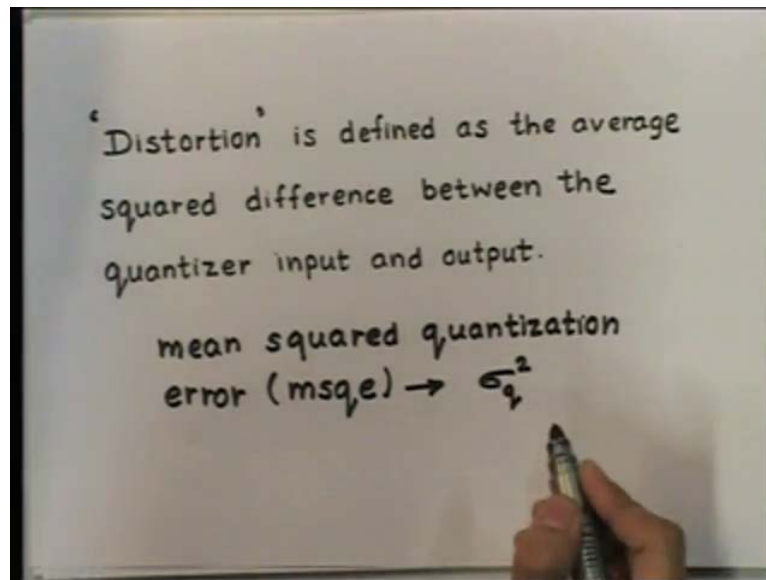 'Distortion' is defined as the average
squared difference between the
quantizer input and output.
mean squared quantization
error (msqe) → σq²